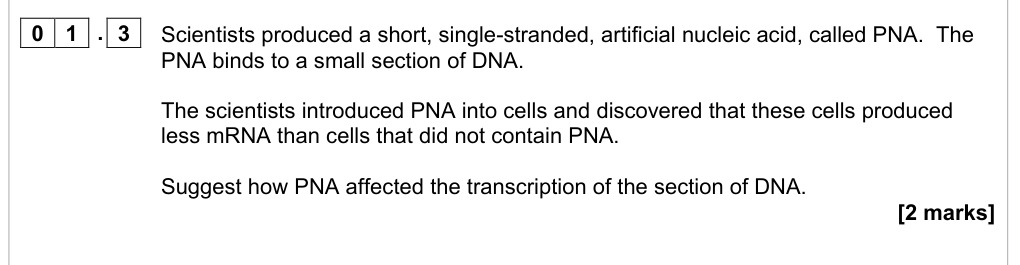 0 1 . 3 Scientists produced a short, single-stranded, artificial nucleic acid, called PNA. The
PNA binds to a small section of DNA.
The scientists introduced PNA into cells and discovered that these cells produced
less mRNA than cells that did not contain PNA.
Suggest how PNA affected the transcription of the section of DNA.
[2 marks]